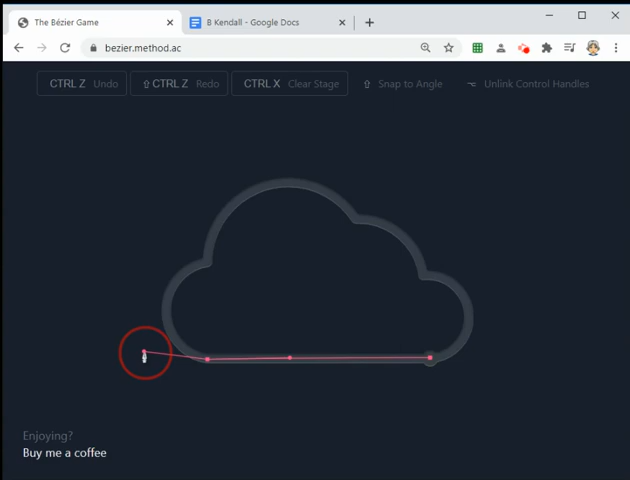 The Bézier Game
B Kendall - Google Docs
bezier.method.ac
CTRL Z Undo
⇧ CTRL Z Redo
CTRL X Clear Stage
⇧ Snap to Angle
⌥ Unlink Control Handles
Enjoying?
Buy me a coffee